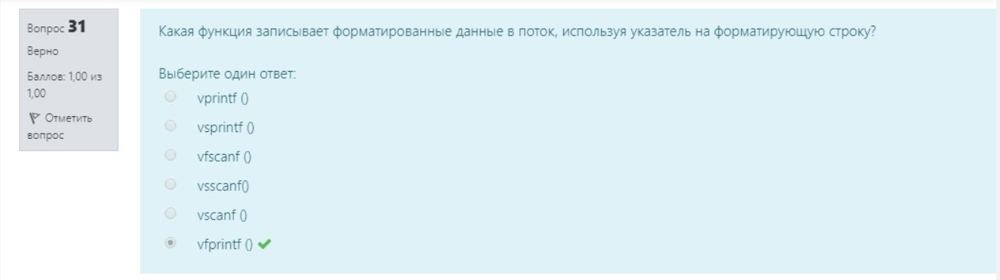 Вопрос 31
Верно
Баллов: 1,00 из
1,00
Отметить
вопрос
Какая функция записывает форматированные данные в поток, используя указатель на форматирующую строку?
Выберите один ответ:
vprintf ()
vsprintf ()
vfscanf ()
vsscanf()
vscanf ()
vfprintf ()